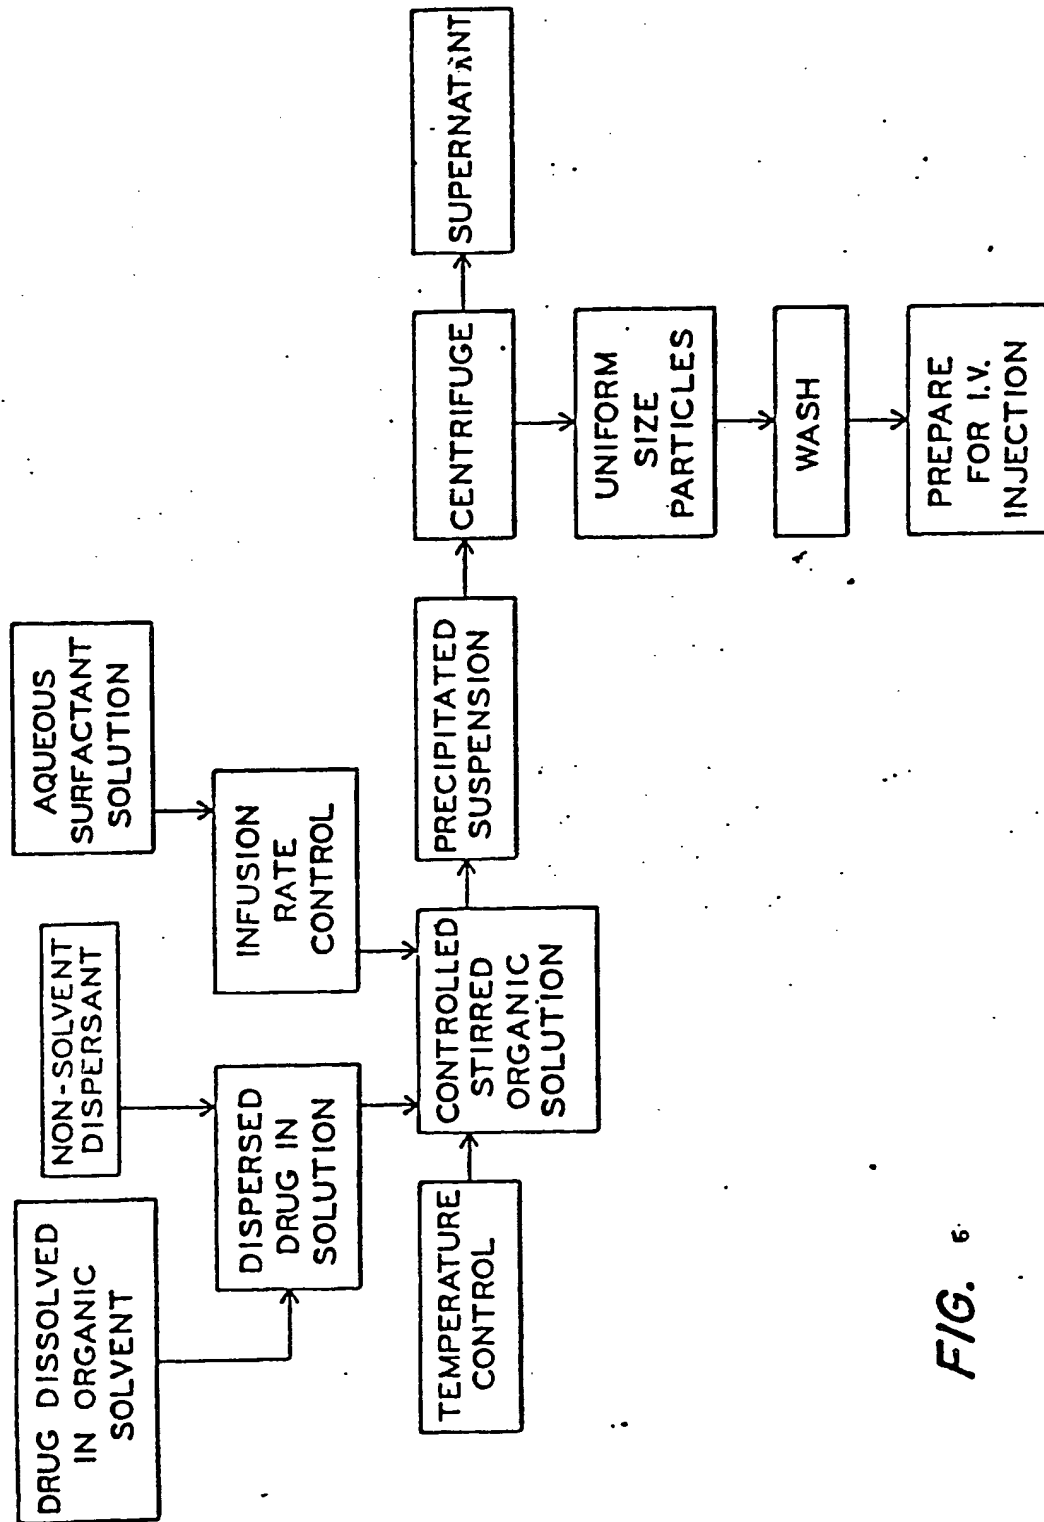 DRUG DISSOLVED
IN ORGANIC
SOLVENT
NON-SOLVENT
DISPERSANT
AQUEOUS
SURFACTANT
SOLUTION
DISPERSED
DRUG IN
SOLUTION
INFUSION
RATE
CONTROL
TEMPERATURE
CONTROL
CONTROLLED
STIRRED
ORGANIC
SOLUTION
PRECIPITATED
SUSPENSION
CENTRIFUGE
SUPERNATANT
UNIFORM
SIZE
PARTICLES
WASH
PREPARE
FOR I.V.
INJECTION
FIG. 5.